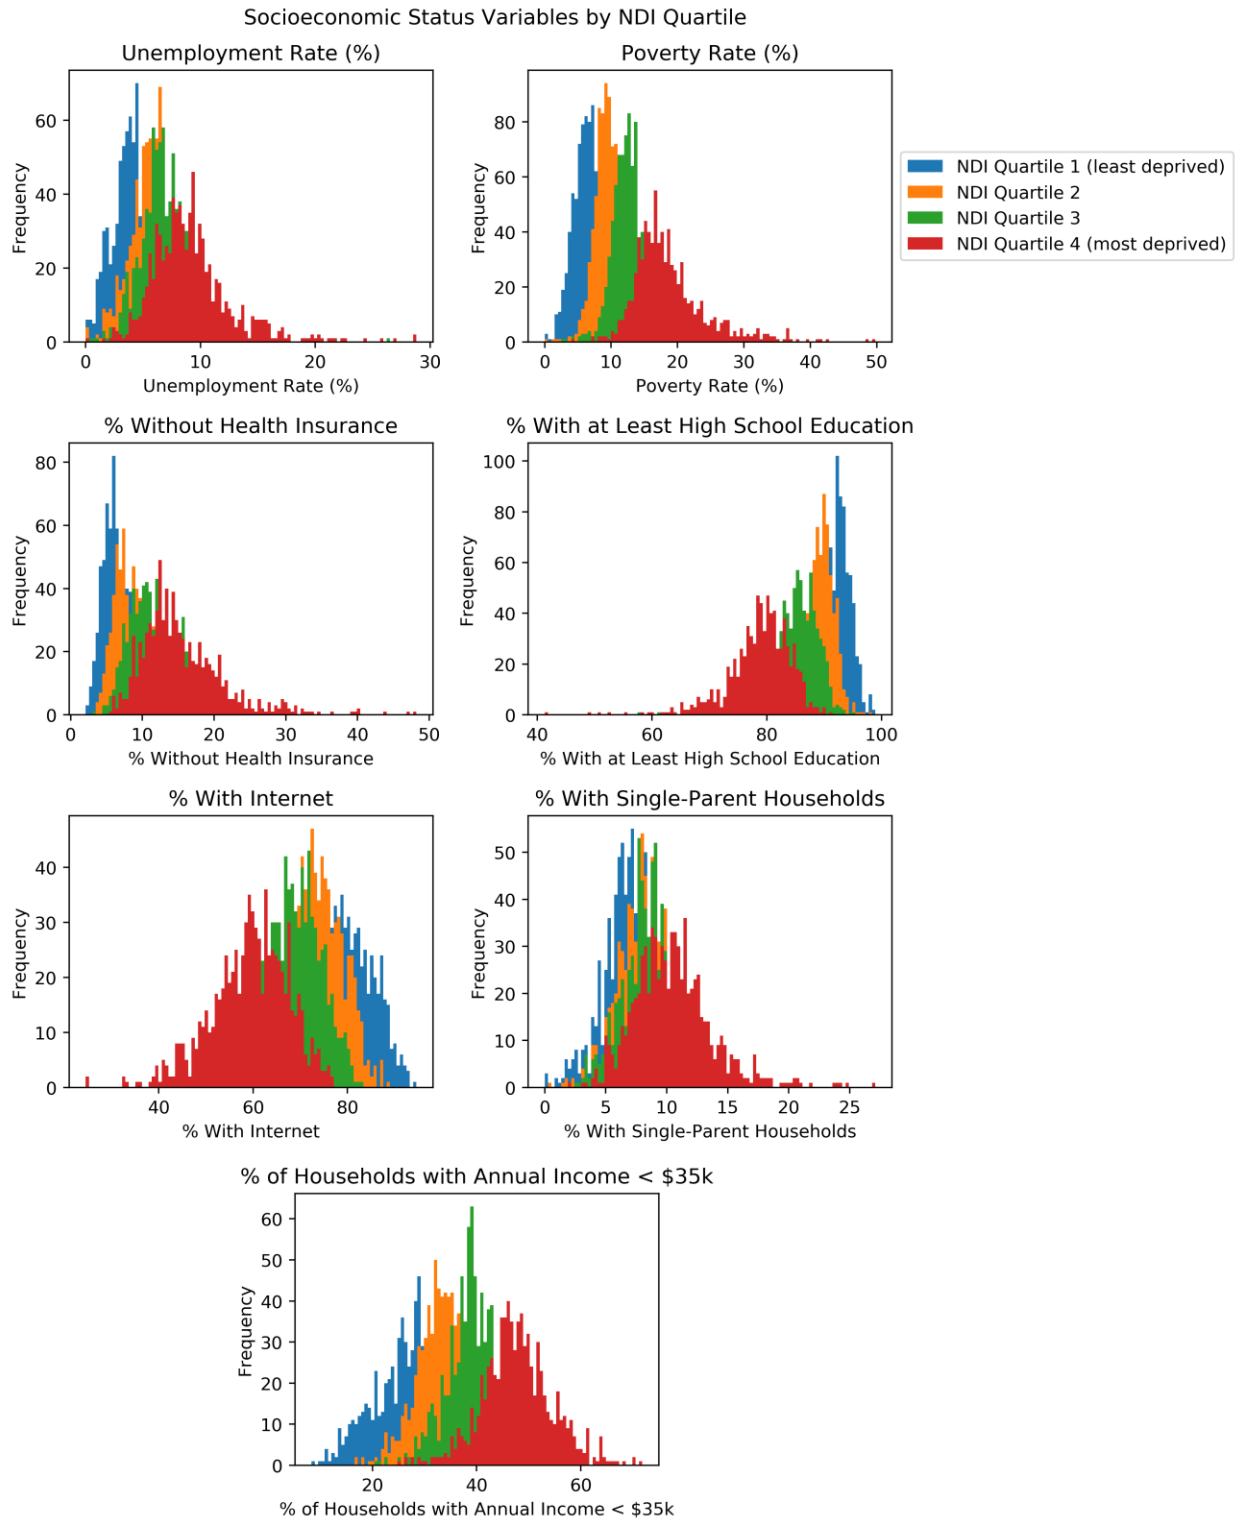 Socioeconomic Status Variables by NDI Quartile
Unemployment Rate (%)
Frequency
60
40
20
0
0 10 20 30
Unemployment Rate (%)
Poverty Rate (%)
Frequency
80
60
40
20
0
0 10 20 30 40 50
Poverty Rate (%)
NDI Quartile 1 (least deprived)
NDI Quartile 2
NDI Quartile 3
NDI Quartile 4 (most deprived)
% Without Health Insurance
Frequency
80
60
40
20
0
0 10 20 30 40 50
% Without Health Insurance
% With at Least High School Education
Frequency
100
80
60
40
20
0
40 60 80 100
% With at Least High School Education
% With Internet
Frequency
40
30
20
10
0
40 60 80
% With Internet
% With Single-Parent Households
Frequency
50
40
30
20
10
0
0 5 10 15 20 25
% With Single-Parent Households
% of Households with Annual Income < $35k
Frequency
60
50
40
30
20
10
0
20 40 60
% of Households with Annual Income < $35k